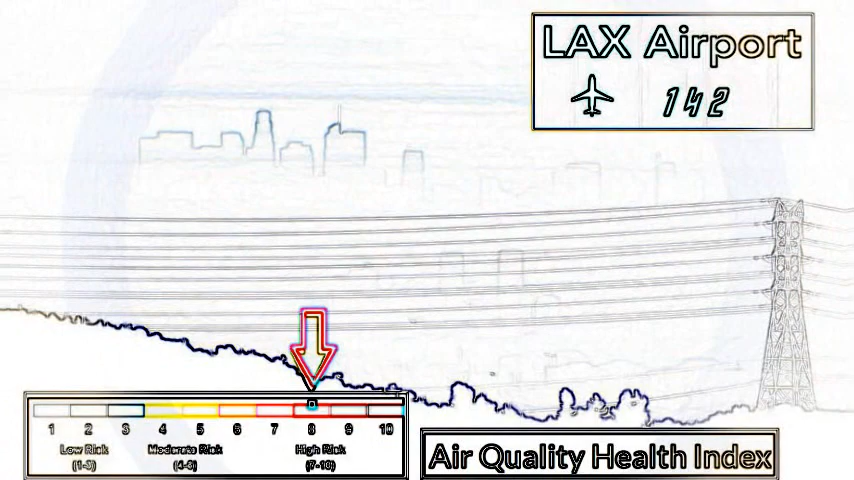 LAX Airport
142
1 2 3 4 5 6 7 8 9 10
Low Risk Moderate Risk High Risk
(1-3) (4-6) (7-10)
Air Quality Health Index